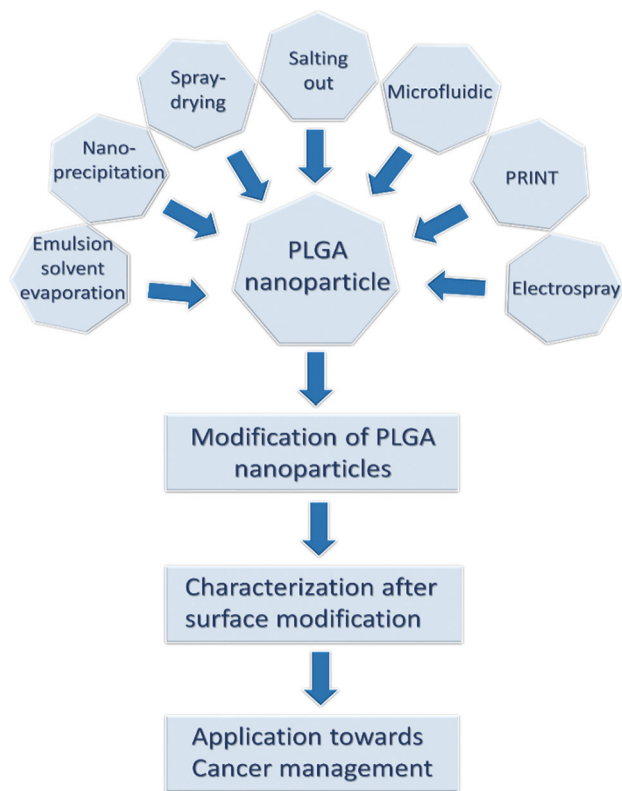 Salting
out
Spray-
drying
Microfluidic
Nano-
precipitation
PRINT
Emulsion
solvent
evaporation
Electrospray
PLGA
nanoparticle
Modification of PLGA
nanoparticles
Characterization after
surface modification
Application towards
Cancer management